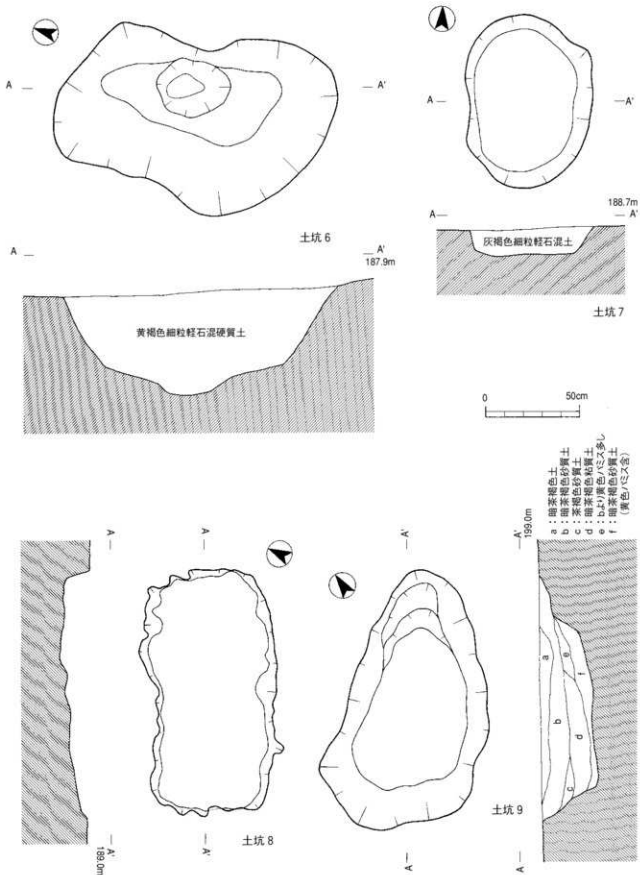 A
A'
土坑6
A
A'
187.9m
黄褐色細粒軽石混硬質土
A
A'
188.7m
A
A'
灰褐色細粒軽石混土
土坑7
0
50cm
a：暗茶褐色土
b：暗茶褐色砂質土
c：茶褐色砂質土
d：暗茶褐色粘質土
e：bより黄色パミス多し
f：暗茶褐色砂質土
(黄色パミス含)
A
A
A'
A'
199.0m
a
b
c
d
e
f
A'
189.0m
A'
土坑8
A
A
土坑9